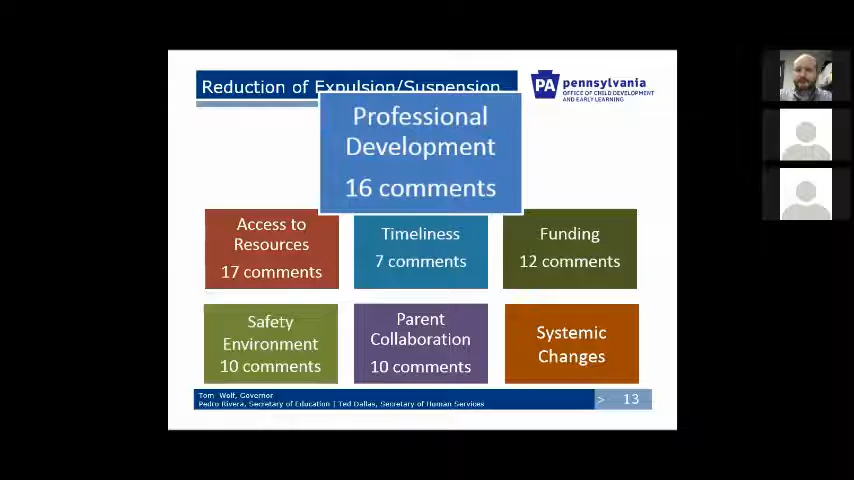 Reduction of Expulsion/Suspension
PA pennsylvania
OFFICE OF CHILD DEVELOPMENT
AND EARLY LEARNING
Professional
Development
16 comments
Access to
Resources
17 comments
Timeliness
7 comments
Funding
12 comments
Safety
Environment
10 comments
Parent
Collaboration
10 comments
Systemic
Changes
Tom Wolf, Governor
Pedro Rivera, Secretary of Education | Ted Dallas, Secretary of Human Services
> 13